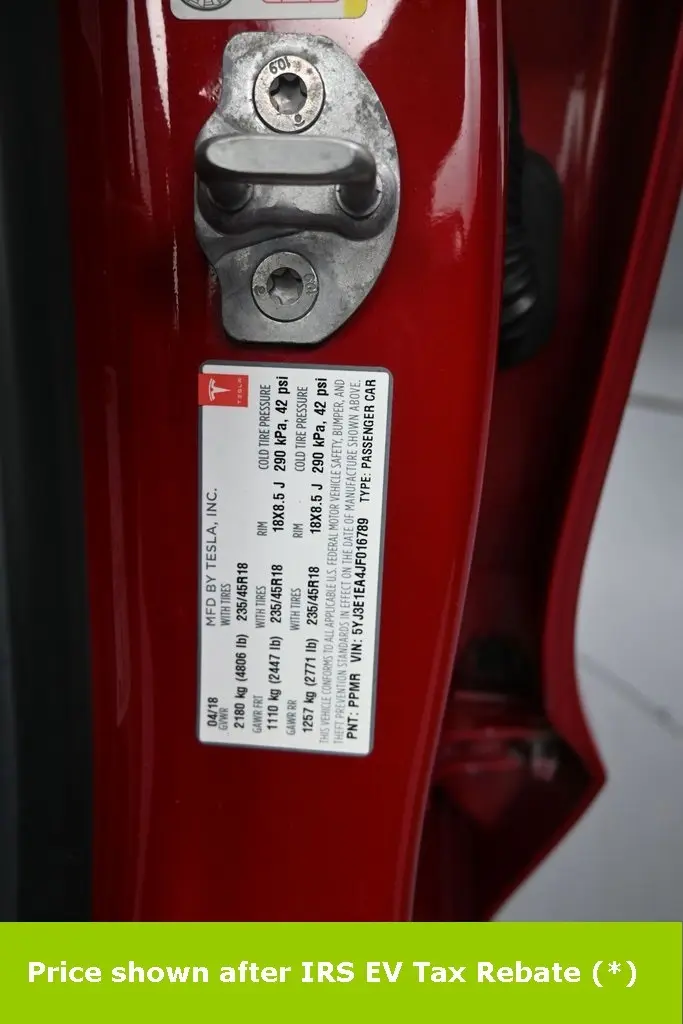 60L
60L
TESLA
MFD BY TESLA, INC.
04/18
GVWR WITH TIRES RIM COLD TIRE PRESSURE
2180 kg (4806 lb) 235/45R18 18X8.5 J 290 kPa, 42 psi
GAWR FRT WITH TIRES RIM COLD TIRE PRESSURE
1110 kg (2447 lb) 235/45R18 18X8.5 J 290 kPa, 42 psi
GAWR RR WITH TIRES
1257 kg (2771 lb) 235/45R18
THIS VEHICLE CONFORMS TO ALL APPLICABLE U.S. FEDERAL MOTOR VEHICLE SAFETY, BUMPER, AND
THEFT PREVENTION STANDARDS IN EFFECT ON THE DATE OF MANUFACTURE SHOWN ABOVE.
PNT: PPMR VIN: 5YJ3E1EA4JF016789 TYPE: PASSENGER CAR
Price shown after IRS EV Tax Rebate (*)